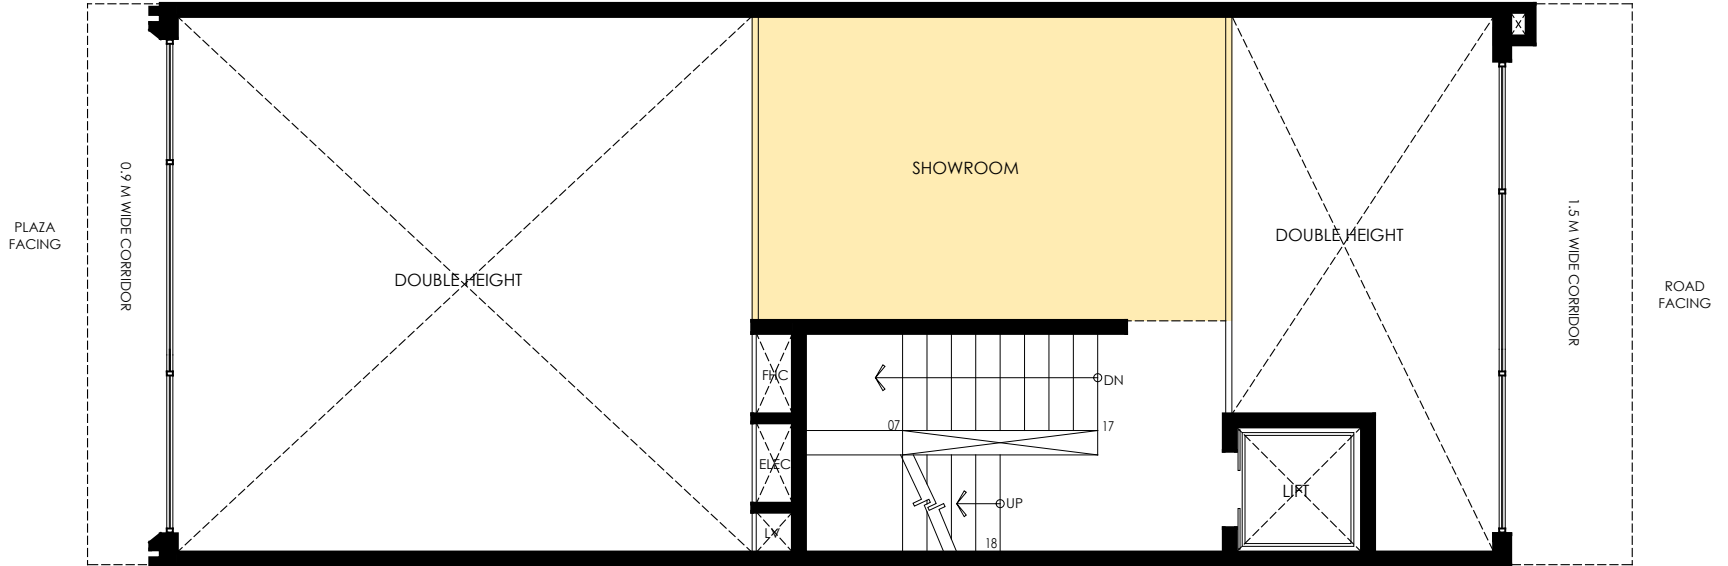 PLAZA
FACING
0.9 M WIDE CORRIDOR
DOUBLE HEIGHT
SHOWROOM
DOUBLE HEIGHT
X
1.5 M WIDE CORRIDOR
ROAD
FACING
FHC
DN
07
17
ELEC
UP
LIFT
LV
18